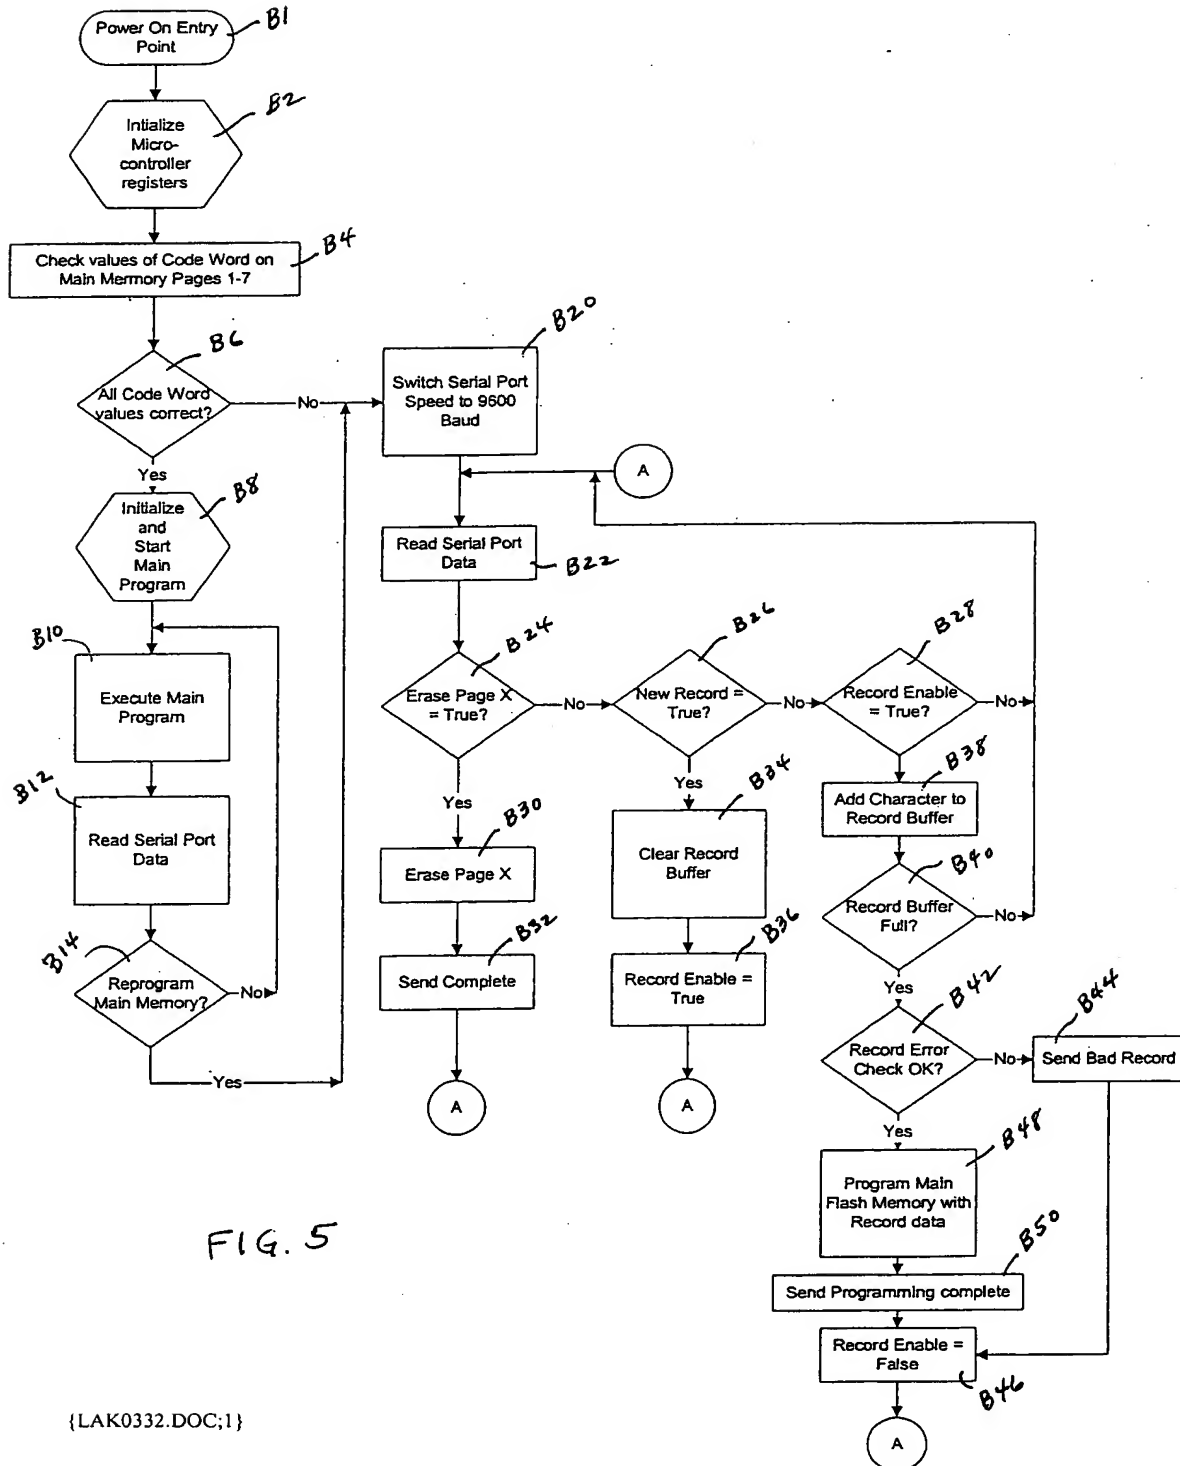 Power On Entry
Point
B1
Intialize
Micro-
controller
registers
B2
Check values of Code Word on
Main Mermory Pages 1-7
B4
All Code Word
values correct?
B6
No
Yes
Initialize
and
Start
Main
Program
B8
B10
Execute Main
Program
B12
Read Serial Port
Data
B14
Reprogram
Main Memory?
No
Yes
B20
Switch Serial Port
Speed to 9600
Baud
A
Read Serial Port
Data
B22
B24
Erase Page X
= True?
No
Yes
B30
Erase Page X
B32
Send Complete
A
B26
New Record =
True?
No
Yes
B34
Clear Record
Buffer
B36
Record Enable =
True
A
B28
Record Enable
= True?
No
B38
Add Character to
Record Buffer
B40
Record Buffer
Full?
No
Yes
B42
Record Error
Check OK?
No
B44
Send Bad Record
Yes
B48
Program Main
Flash Memory with
Record data
B50
Send Programming complete
Record Enable =
False
B46
A
FIG. 5
{LAK0332.DOC;1}